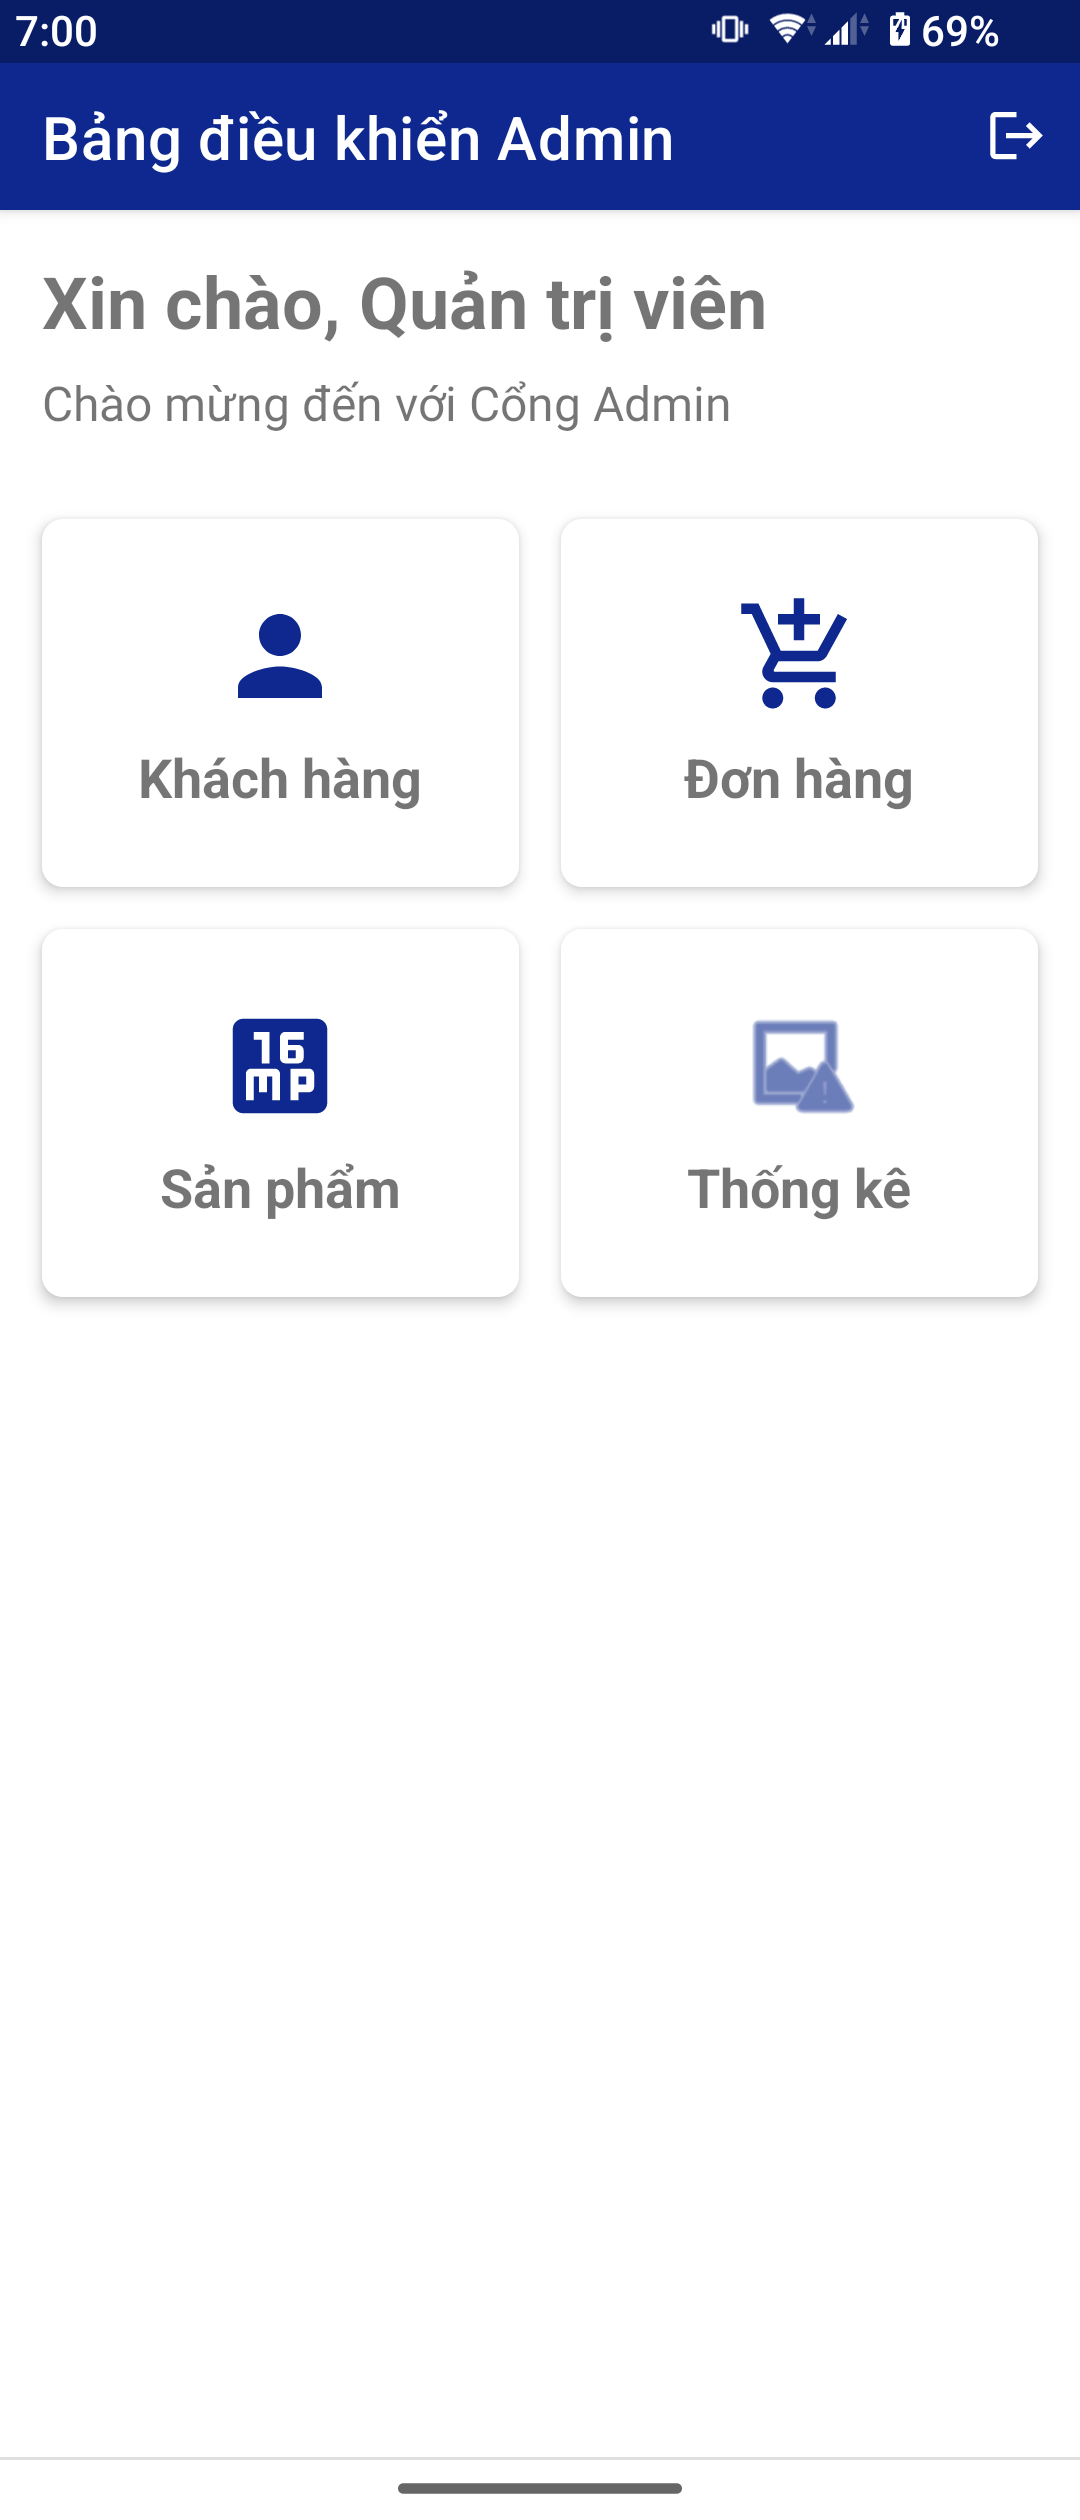 7:00 69%
Bảng điều khiển Admin
Xin chào, Quản trị viên
Chào mừng đến với Cổng Admin
Khách hàng
Đơn hàng
16
MP
Sản phẩm
Thống kê